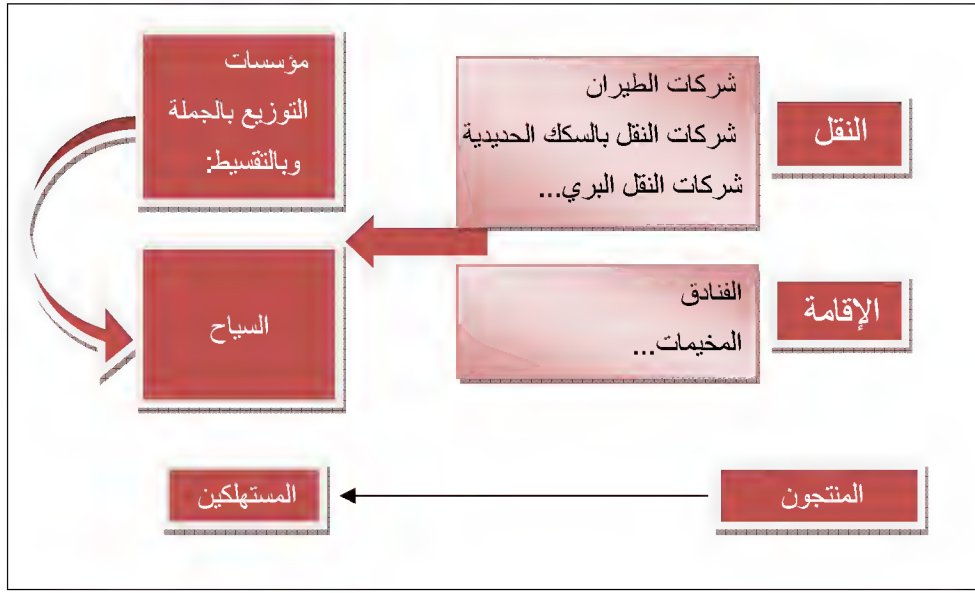 النقل
شركات الطيران
شركات النقل بالسكك الحديدية
شركات النقل البري...
مؤسسات
التوزيع بالجملة
وبالتقسيط:
الإقامة
الفنادق
المخيمات...
السياح
المنتجون
المستهلكين